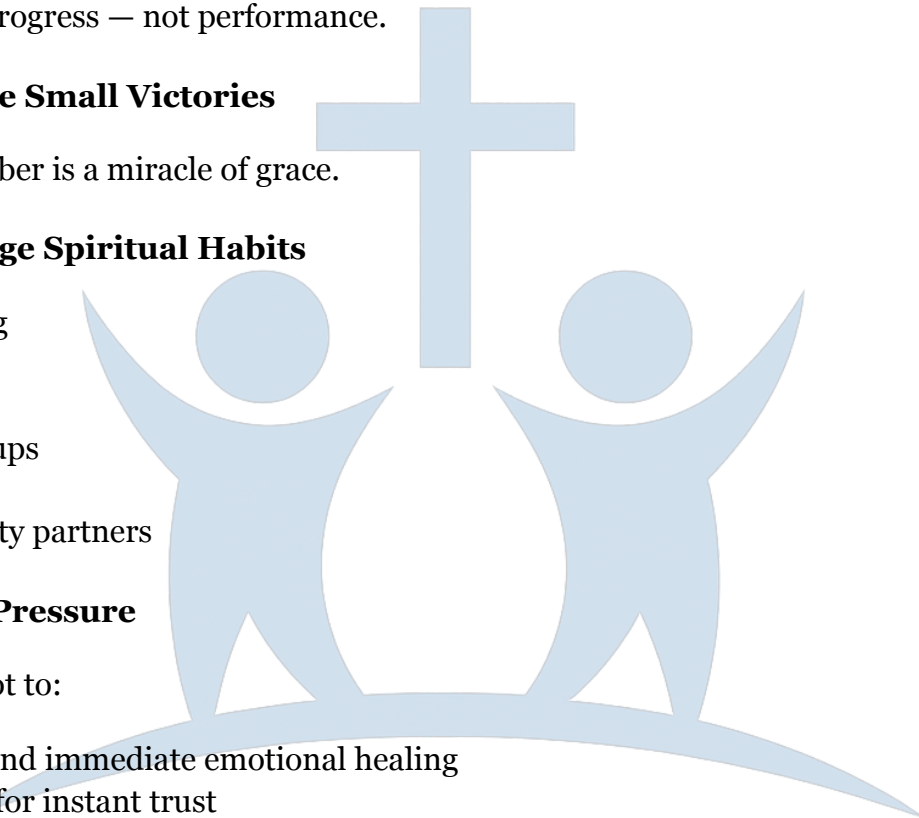 rogress — not performance.
e Small Victories
ber is a miracle of grace.
ge Spiritual Habits
g
ups
ty partners
Pressure
ot to:
nd immediate emotional healing
for instant trust